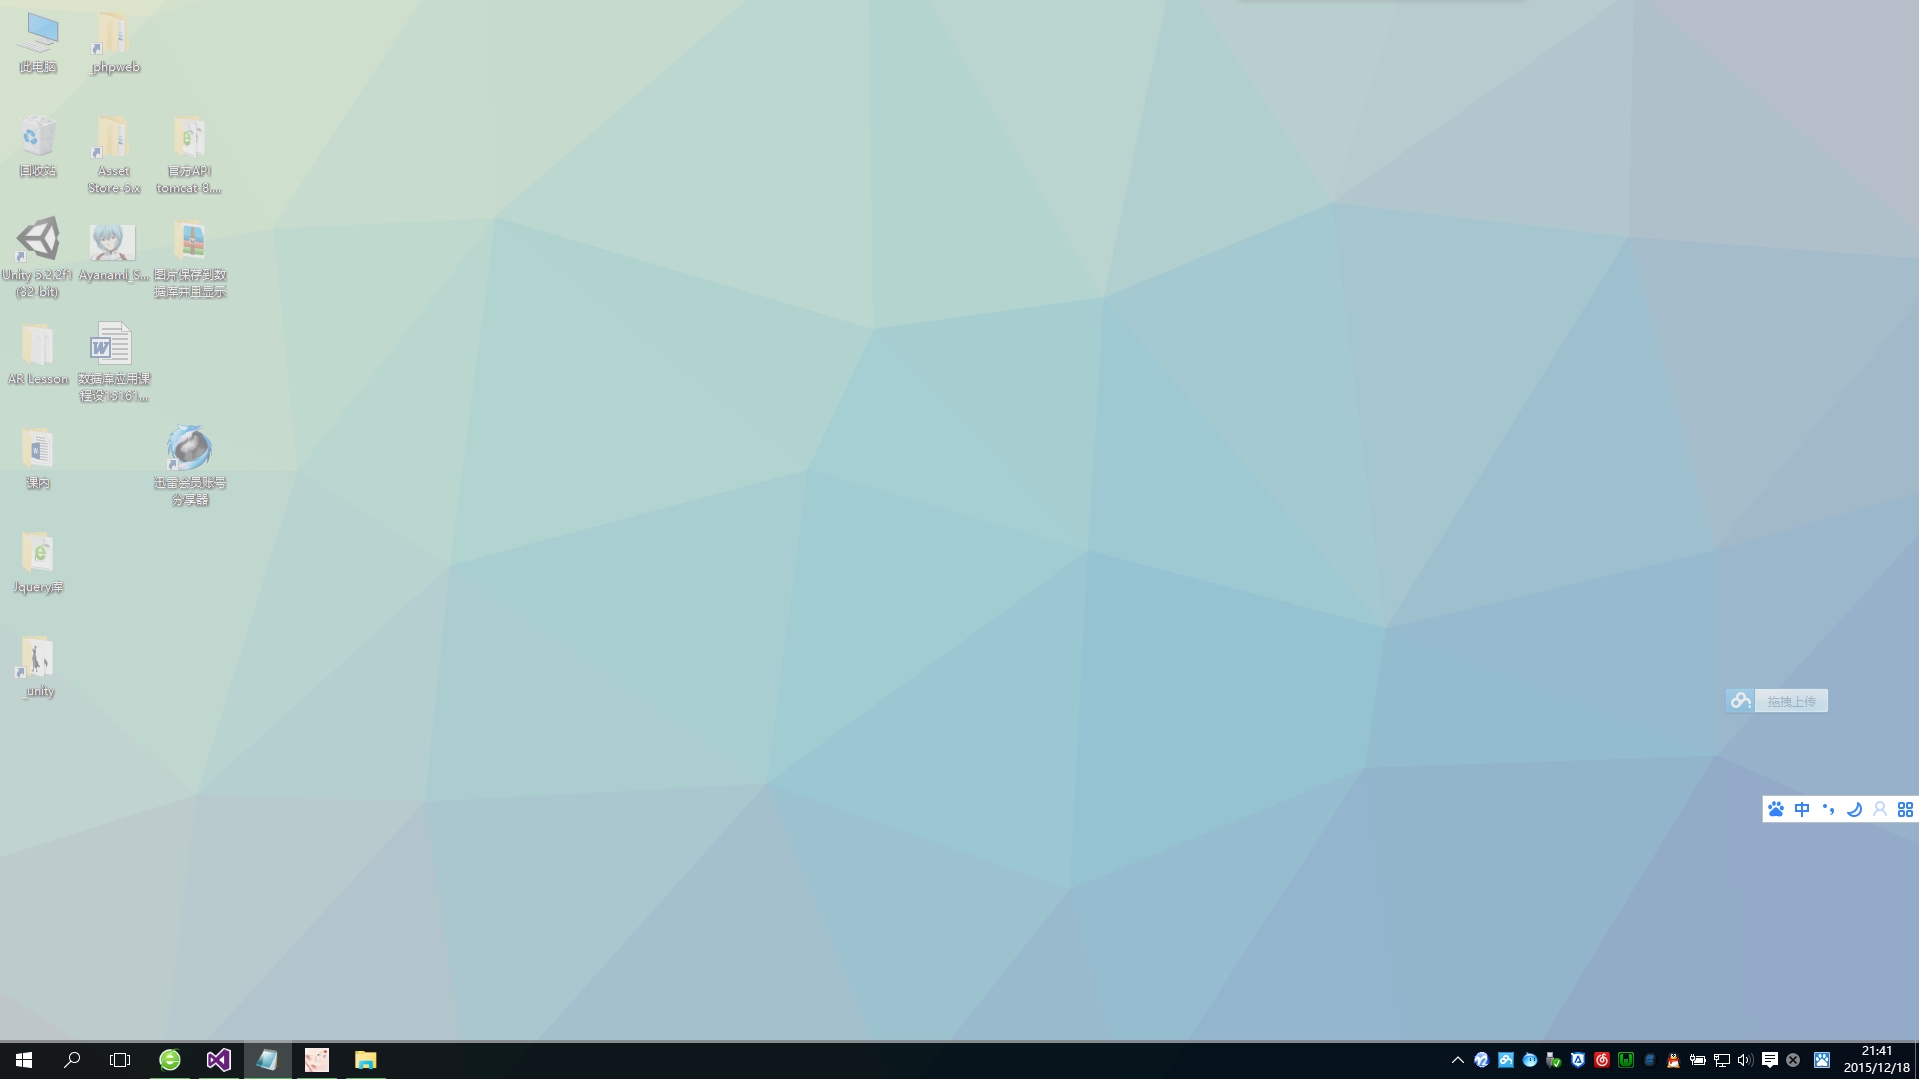 此电脑
_phpweb
回收站
Asset
Store-5.x
官方API
tomcat-8....
Unity 5.2.2f1
(32-bit)
Ayanami_S...
图片保存到数
据库并且显示
AR Lesson
数据库应用课
程设15161...
课内
迅雷会员账号
分享器
Jquery库
_unity
拖拽上传
中
21:41
2015/12/18